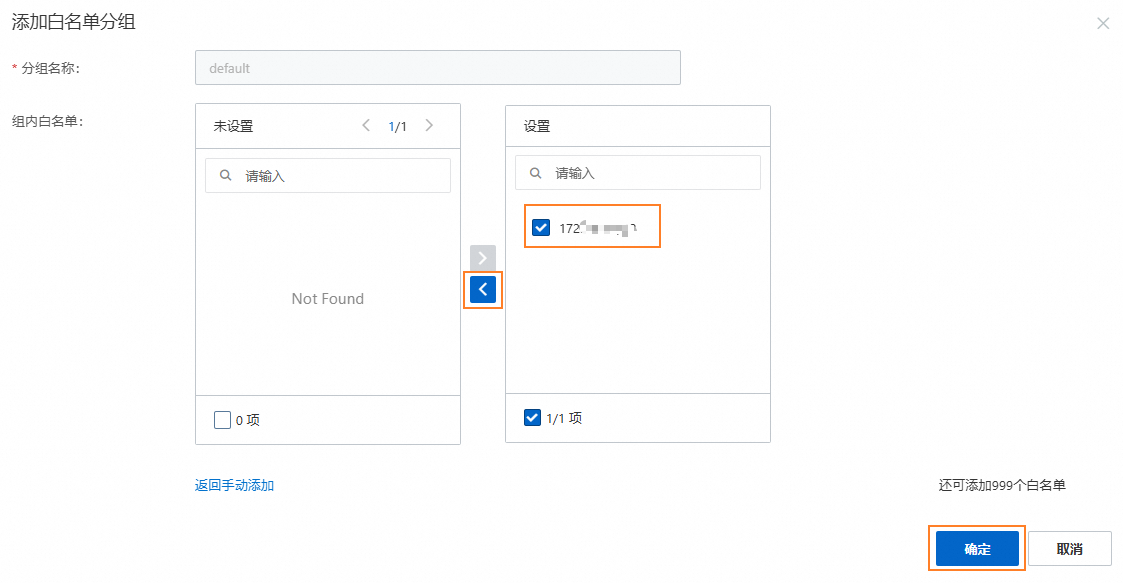 添加白名单分组
* 分组名称:
default
组内白名单:
未设置
1/1
请输入
Not Found
0 项
设置
请输入
1/1 项
返回手动添加
还可添加999个白名单
确定
取消